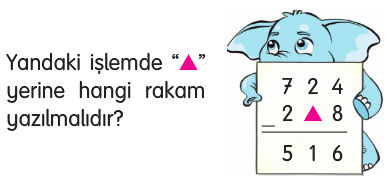 Yandaki işlemde “▲”
yerine hangi rakam
yazılmalıdır?
7 2 4
2 ▲ 8
_
5 1 6